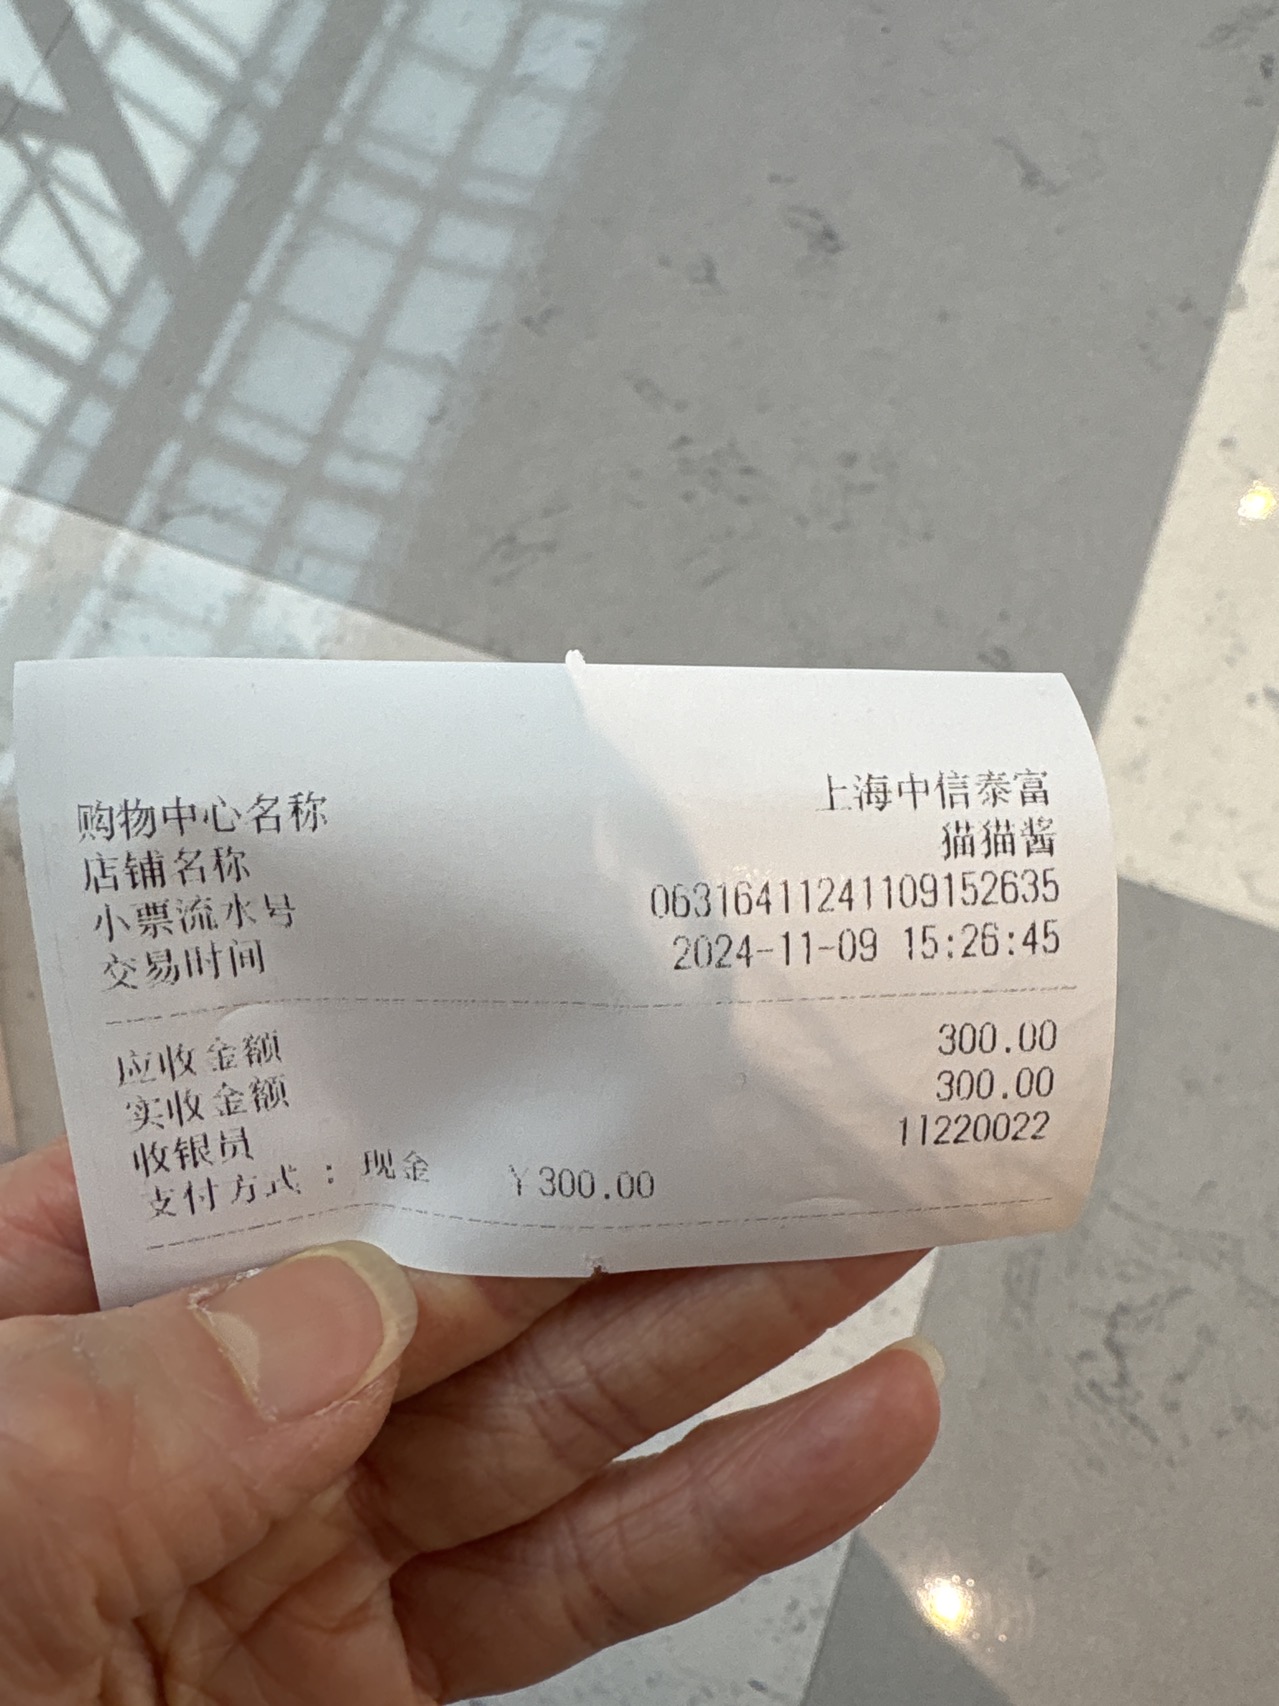 购物中心名称 上海中信泰富
店铺名称 猫猫酱
小票流水号 06316411241109152635
交易时间 2024-11-09 15:26:45
应收金额 300.00
实收金额 300.00
收银员 11220022
支付方式 : 现金 ¥300.00